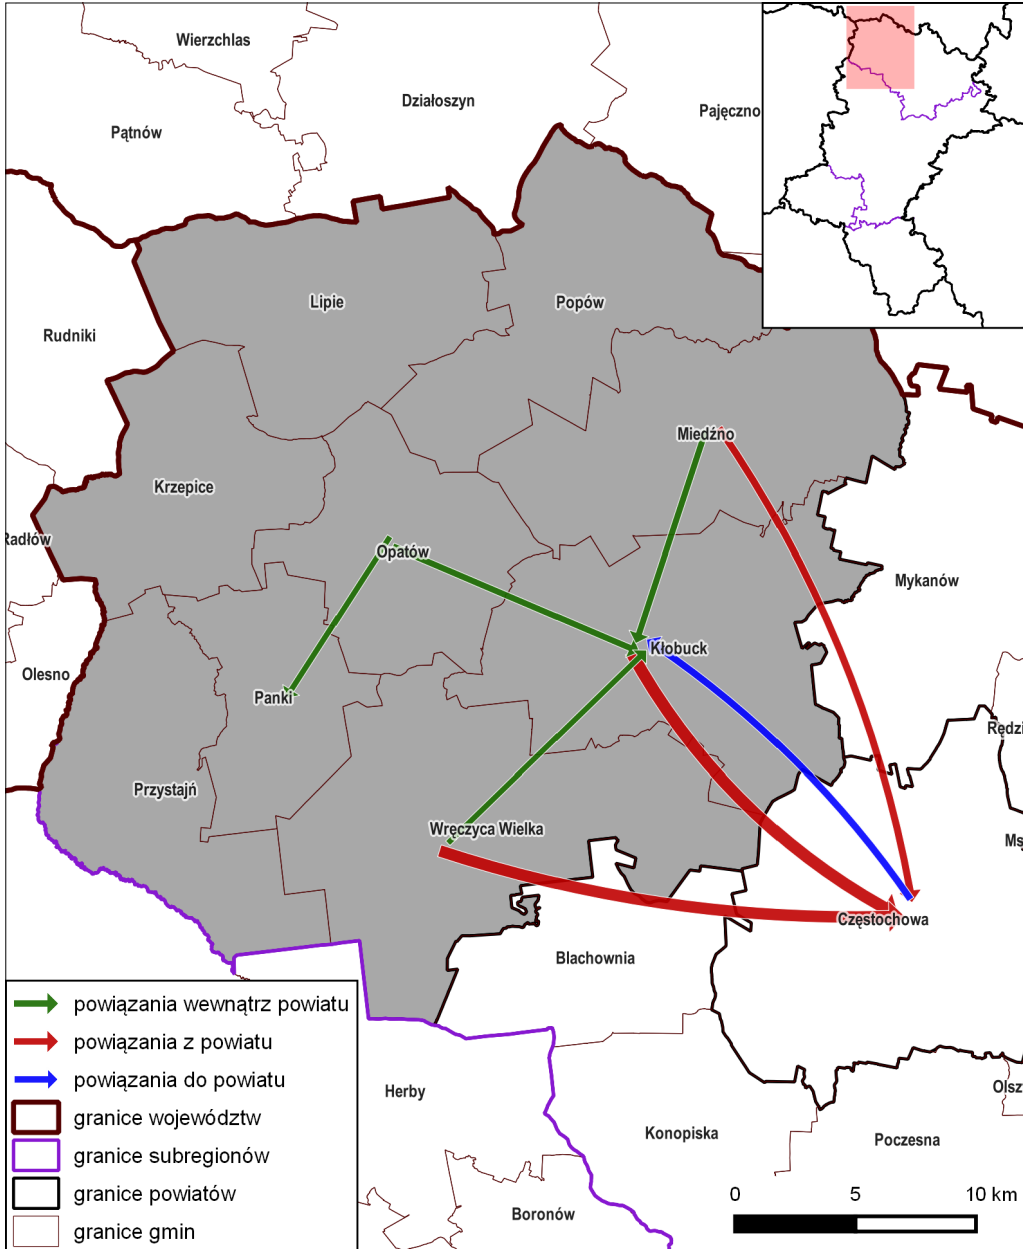 Wierzchlas
Działoszyn
Pajęczno
Pątnów
Lipie
Popów
Rudniki
Miedźno
Krzepice
Radłów
Opatów
Mykanów
Kłobuck
Olesno
Panki
Rędzi
Przystajń
Wręczyca Wielka
Ms
Częstochowa
Blachownia
powiązania wewnątrz powiatu
powiązania z powiatu
powiązania do powiatu
granice województw
granice subregionów
granice powiatów
granice gmin
Herby
Olsz
Konopiska
Poczesna
Boronów
0 5 10 km